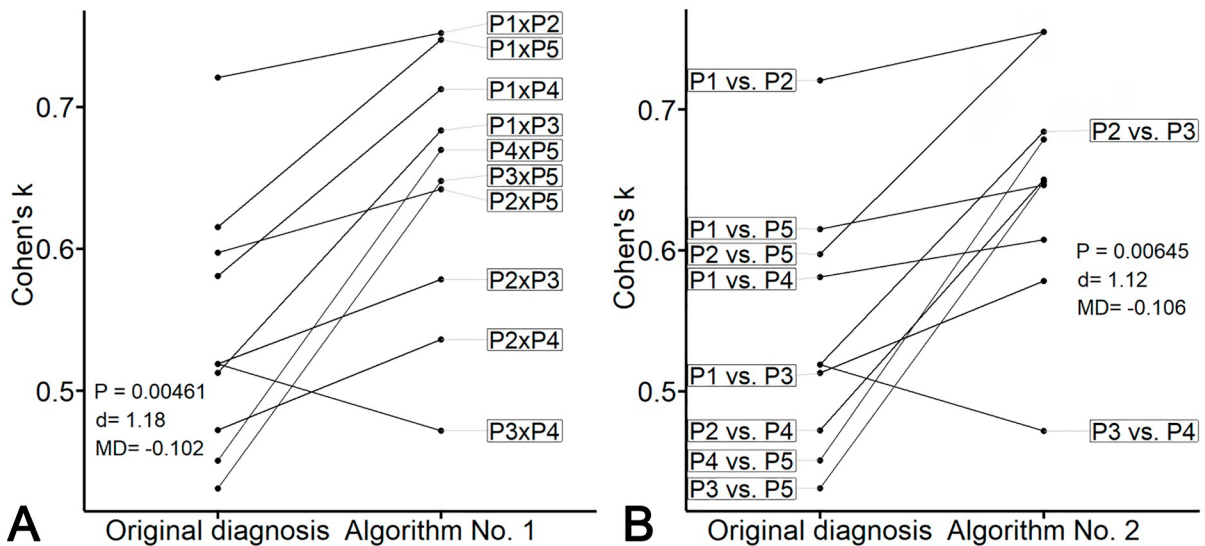 Cohen's k
0.7
0.6
0.5
P1xP2
P1xP5
P1xP4
P1xP3
P4xP5
P3xP5
P2xP5
P2xP3
P2xP4
P3xP4
P = 0.00461
d= 1.18
MD= -0.102
Original diagnosis
Algorithm No. 1
A
Cohen's k
0.7
0.6
0.5
P1 vs. P2
P1 vs. P5
P2 vs. P5
P1 vs. P4
P1 vs. P3
P2 vs. P4
P4 vs. P5
P3 vs. P5
P2 vs. P3
P3 vs. P4
P = 0.00645
d= 1.12
MD= -0.106
Original diagnosis
Algorithm No. 2
B